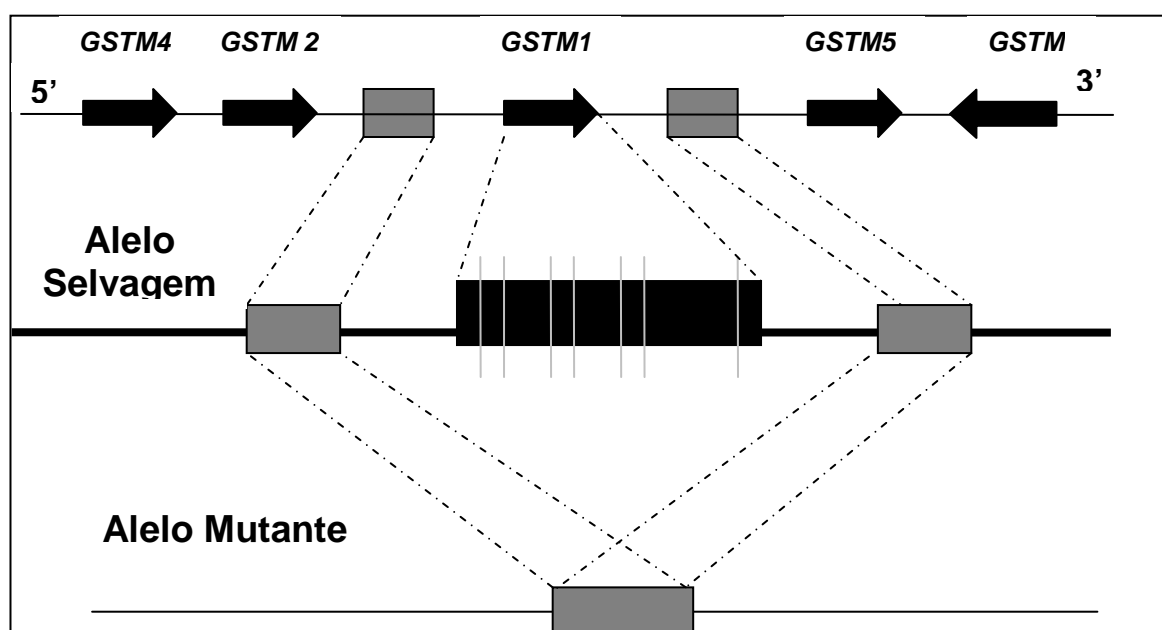 GSTM4 GSTM 2 GSTM1 GSTM5 GSTM
5’ 3’
Alelo
Selvagem
Alelo Mutante